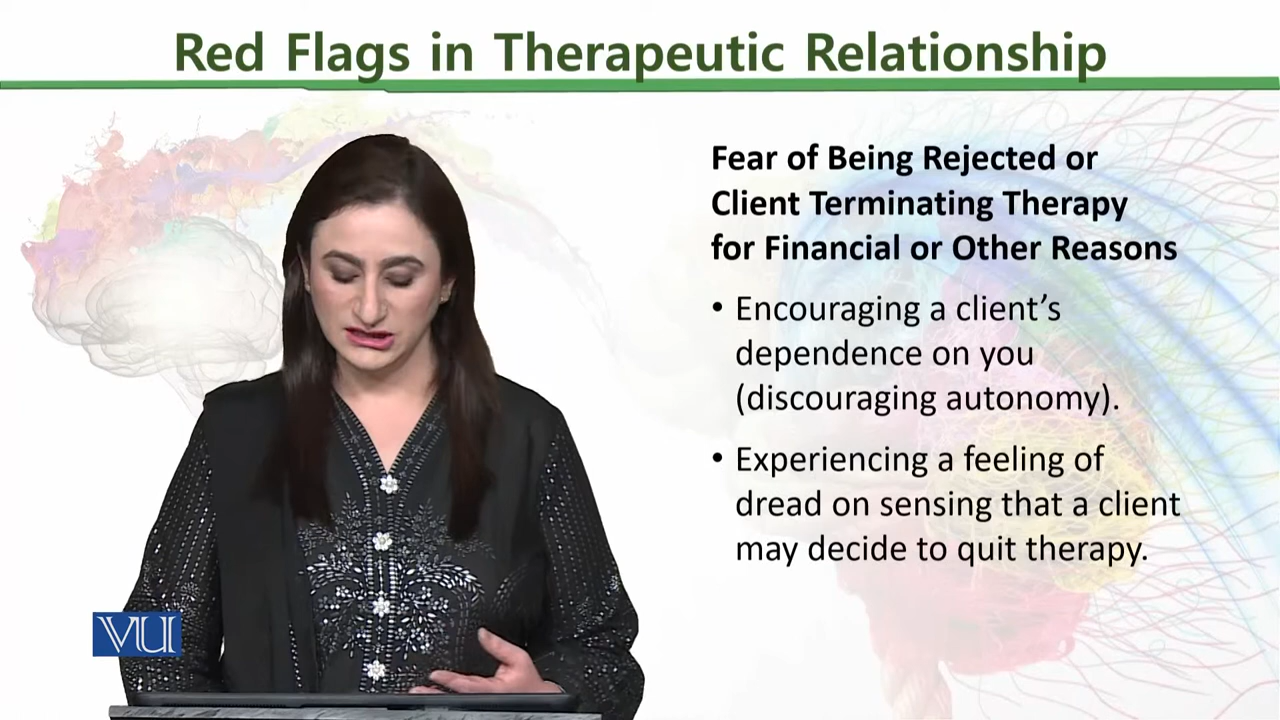 Red Flags in Therapeutic Relationship
Fear of Being Rejected or
Client Terminating Therapy
for Financial or Other Reasons
• Encouraging a client’s
dependence on you
(discouraging autonomy).
• Experiencing a feeling of
dread on sensing that a client
may decide to quit therapy.
VU